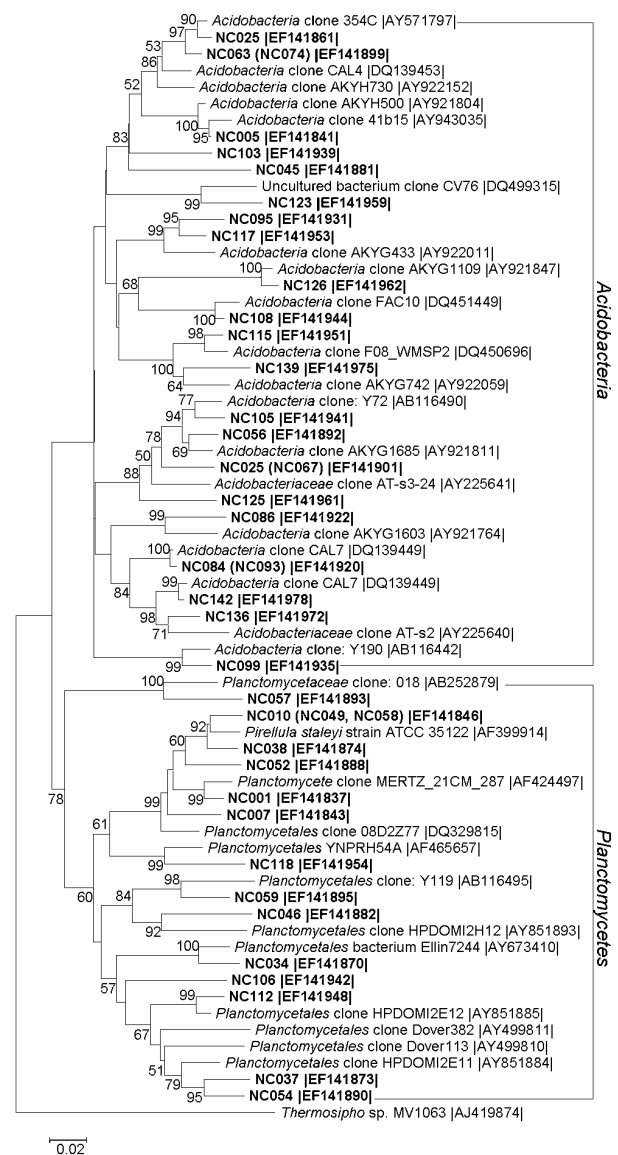 90 Acidobacteria clone 354C |AY571797|
97 NC025 |EF141861|
53 NC063 (NC074) |EF141899|
86 Acidobacteria clone CAL4 |DQ139453|
52 Acidobacteria clone AKYH730 |AY922152|
Acidobacteria clone AKYH500 |AY921804|
100 Acidobacteria clone 41b15 |AY943035|
83 95 NC005 |EF141841|
NC103 |EF141939|
NC045 |EF141881|
Uncultured bacterium clone CV76 |DQ499315|
99 NC123 |EF141959|
95 NC095 |EF141931|
99 NC117 |EF141953|
Acidobacteria clone AKYG433 |AY922011|
100 Acidobacteria clone AKYG1109 |AY921847|
68 NC126 |EF141962|
Acidobacteria clone FAC10 |DQ451449|
100 NC108 |EF141944|
98 NC115 |EF141951|
Acidobacteria clone F08_WMSP2 |DQ450696|
100 NC139 |EF141975|
64 Acidobacteria clone AKYG742 |AY922059|
77 Acidobacteria clone: Y72 |AB116490|
94 NC105 |EF141941|
78 NC056 |EF141892|
50 69 Acidobacteria clone AKYG1685 |AY921811|
NC025 (NC067) |EF141901|
88 Acidobacteriaceae clone AT-s3-24 |AY225641|
NC125 |EF141961|
99 NC086 |EF141922|
Acidobacteria clone AKYG1603 |AY921764|
100 Acidobacteria clone CAL7 |DQ139449|
NC084 (NC093) |EF141920|
84 99 Acidobacteria clone CAL7 |DQ139449|
NC142 |EF141978|
98 NC136 |EF141972|
71 Acidobacteriaceae clone AT-s2 |AY225640|
Acidobacteria clone: Y190 |AB116442|
99 NC099 |EF141935|
Acidobacteria
100 Planctomycetaceae clone: 018 |AB252879|
NC057 |EF141893|
NC010 (NC049, NC058) |EF141846|
92 Pirellula staleyi strain ATCC 35122 |AF399914|
60 NC038 |EF141874|
NC052 |EF141888|
Planctomycete clone MERTZ_21CM_287 |AF424497|
78 99 99 NC001 |EF141837|
NC007 |EF141843|
61 Planctomycetales clone 08D2Z77 |DQ329815|
Planctomycetales YNPRH54A |AF465657|
99 NC118 |EF141954|
98 Planctomycetales clone: Y119 |AB116495|
60 84 NC059 |EF141895|
NC046 |EF141882|
92 Planctomycetales clone HPDOMI2H12 |AY851893|
100 Planctomycetales bacterium Ellin7244 |AY673410|
NC034 |EF141870|
57 NC106 |EF141942|
99 NC112 |EF141948|
Planctomycetales clone HPDOMI2E12 |AY851885|
67 Planctomycetales clone Dover382 |AY499811|
Planctomycetales clone Dover113 |AY499810|
51 Planctomycetales clone HPDOMI2E11 |AY851884|
79 NC037 |EF141873|
95 NC054 |EF141890|
Planctomycetes
Thermosipho sp. MV1063 |AJ419874|
0.02